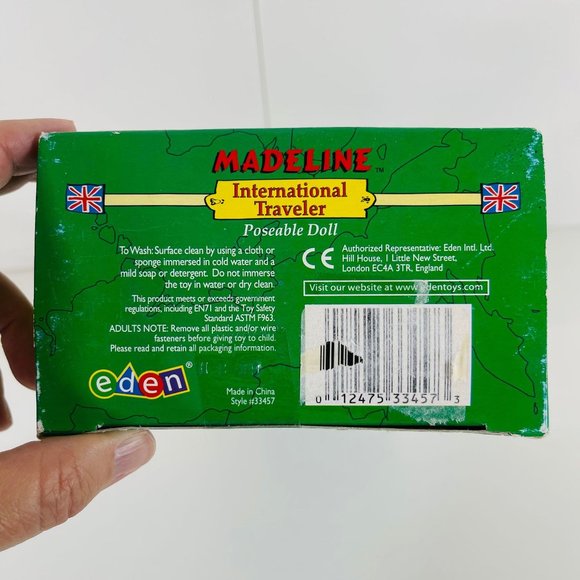 MADELINE™
International
Traveler
Poseable Doll
To Wash: Surface clean by using a cloth or
sponge immersed in cold water and a
mild soap or detergent. Do not immerse
the toy in water or dry clean.
This product meets or exceeds government
regulations, including EN71 and the Toy Safety
Standard ASTM F963.
ADULTS NOTE: Remove all plastic and/or wire
fasteners before giving toy to child.
Please read and retain all packaging information.
eden®
Made in China
Style #33457
CE
Authorized Representative: Eden Intl. Ltd.
Hill House, 1 Little New Street,
London EC4A 3TR, England
Visit our website at www.edentoys.com
0 12475 33457 3